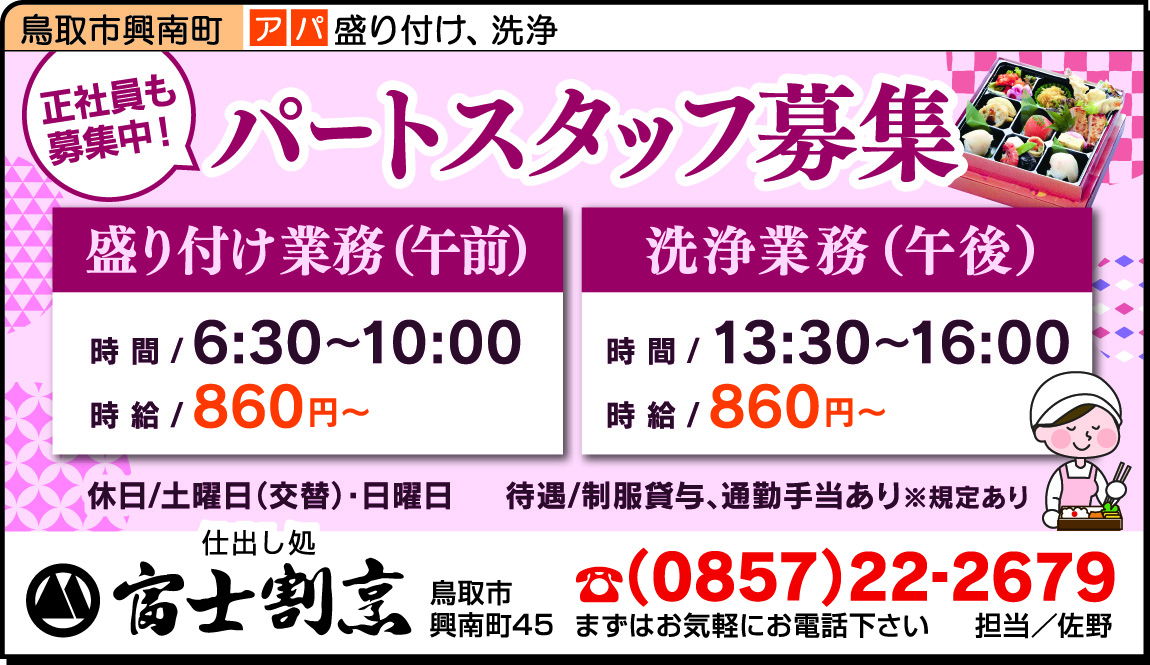 鳥取市興南町 アパ 盛り付け、洗浄
正社員も
募集中!
パートスタッフ募集
盛り付け業務(午前)
時間/6:30~10:00
時給/860円~
洗浄業務(午後)
時間/13:30~16:00
時給/860円~
休日/土曜日(交替)・日曜日 待遇/制服貸与、通勤手当あり※規定あり
仕出し処
富士割烹
鳥取市
興南町45
☎(0857)22-2679
まずはお気軽にお電話下さい 担当/佐野